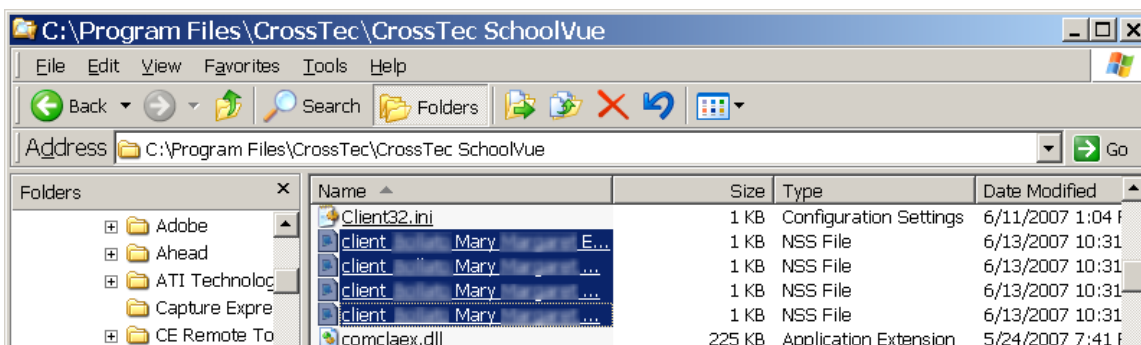 C:\Program Files\CrossTec\CrossTec SchoolVue
File Edit View Favorites Tools Help
Back Search Folders
Address C:\Program Files\CrossTec\CrossTec SchoolVue Go
Folders × Name Size Type Date Modified
Adobe Client32.ini 1 KB Configuration Settings 6/11/2007 1:04
client Mary E... 1 KB NSS File 6/13/2007 10:31
Ahead client Mary ... 1 KB NSS File 6/13/2007 10:31
ATI Technolog client Mary ... 1 KB NSS File 6/13/2007 10:31
Capture Expre client Mary ... 1 KB NSS File 6/13/2007 10:31
CE Remote To comclaex.dll 225 KB Application Extension 5/24/2007 7:41